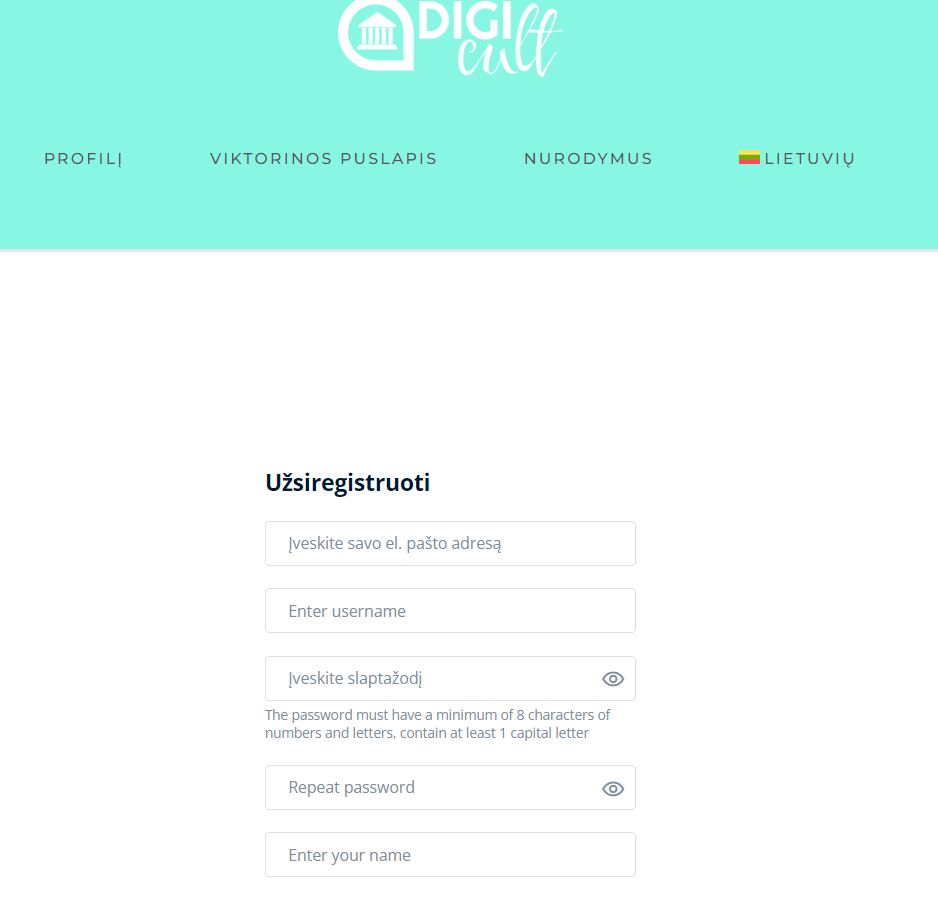 DIGI
cult
PROFILĮ VIKTORINOS PUSLAPIS NURODYMUS LIETUVIŲ
Užsiregistruoti
Įveskite savo el. pašto adresą
Enter username
Įveskite slaptažodį
The password must have a minimum of 8 characters of
numbers and letters, contain at least 1 capital letter
Repeat password
Enter your name